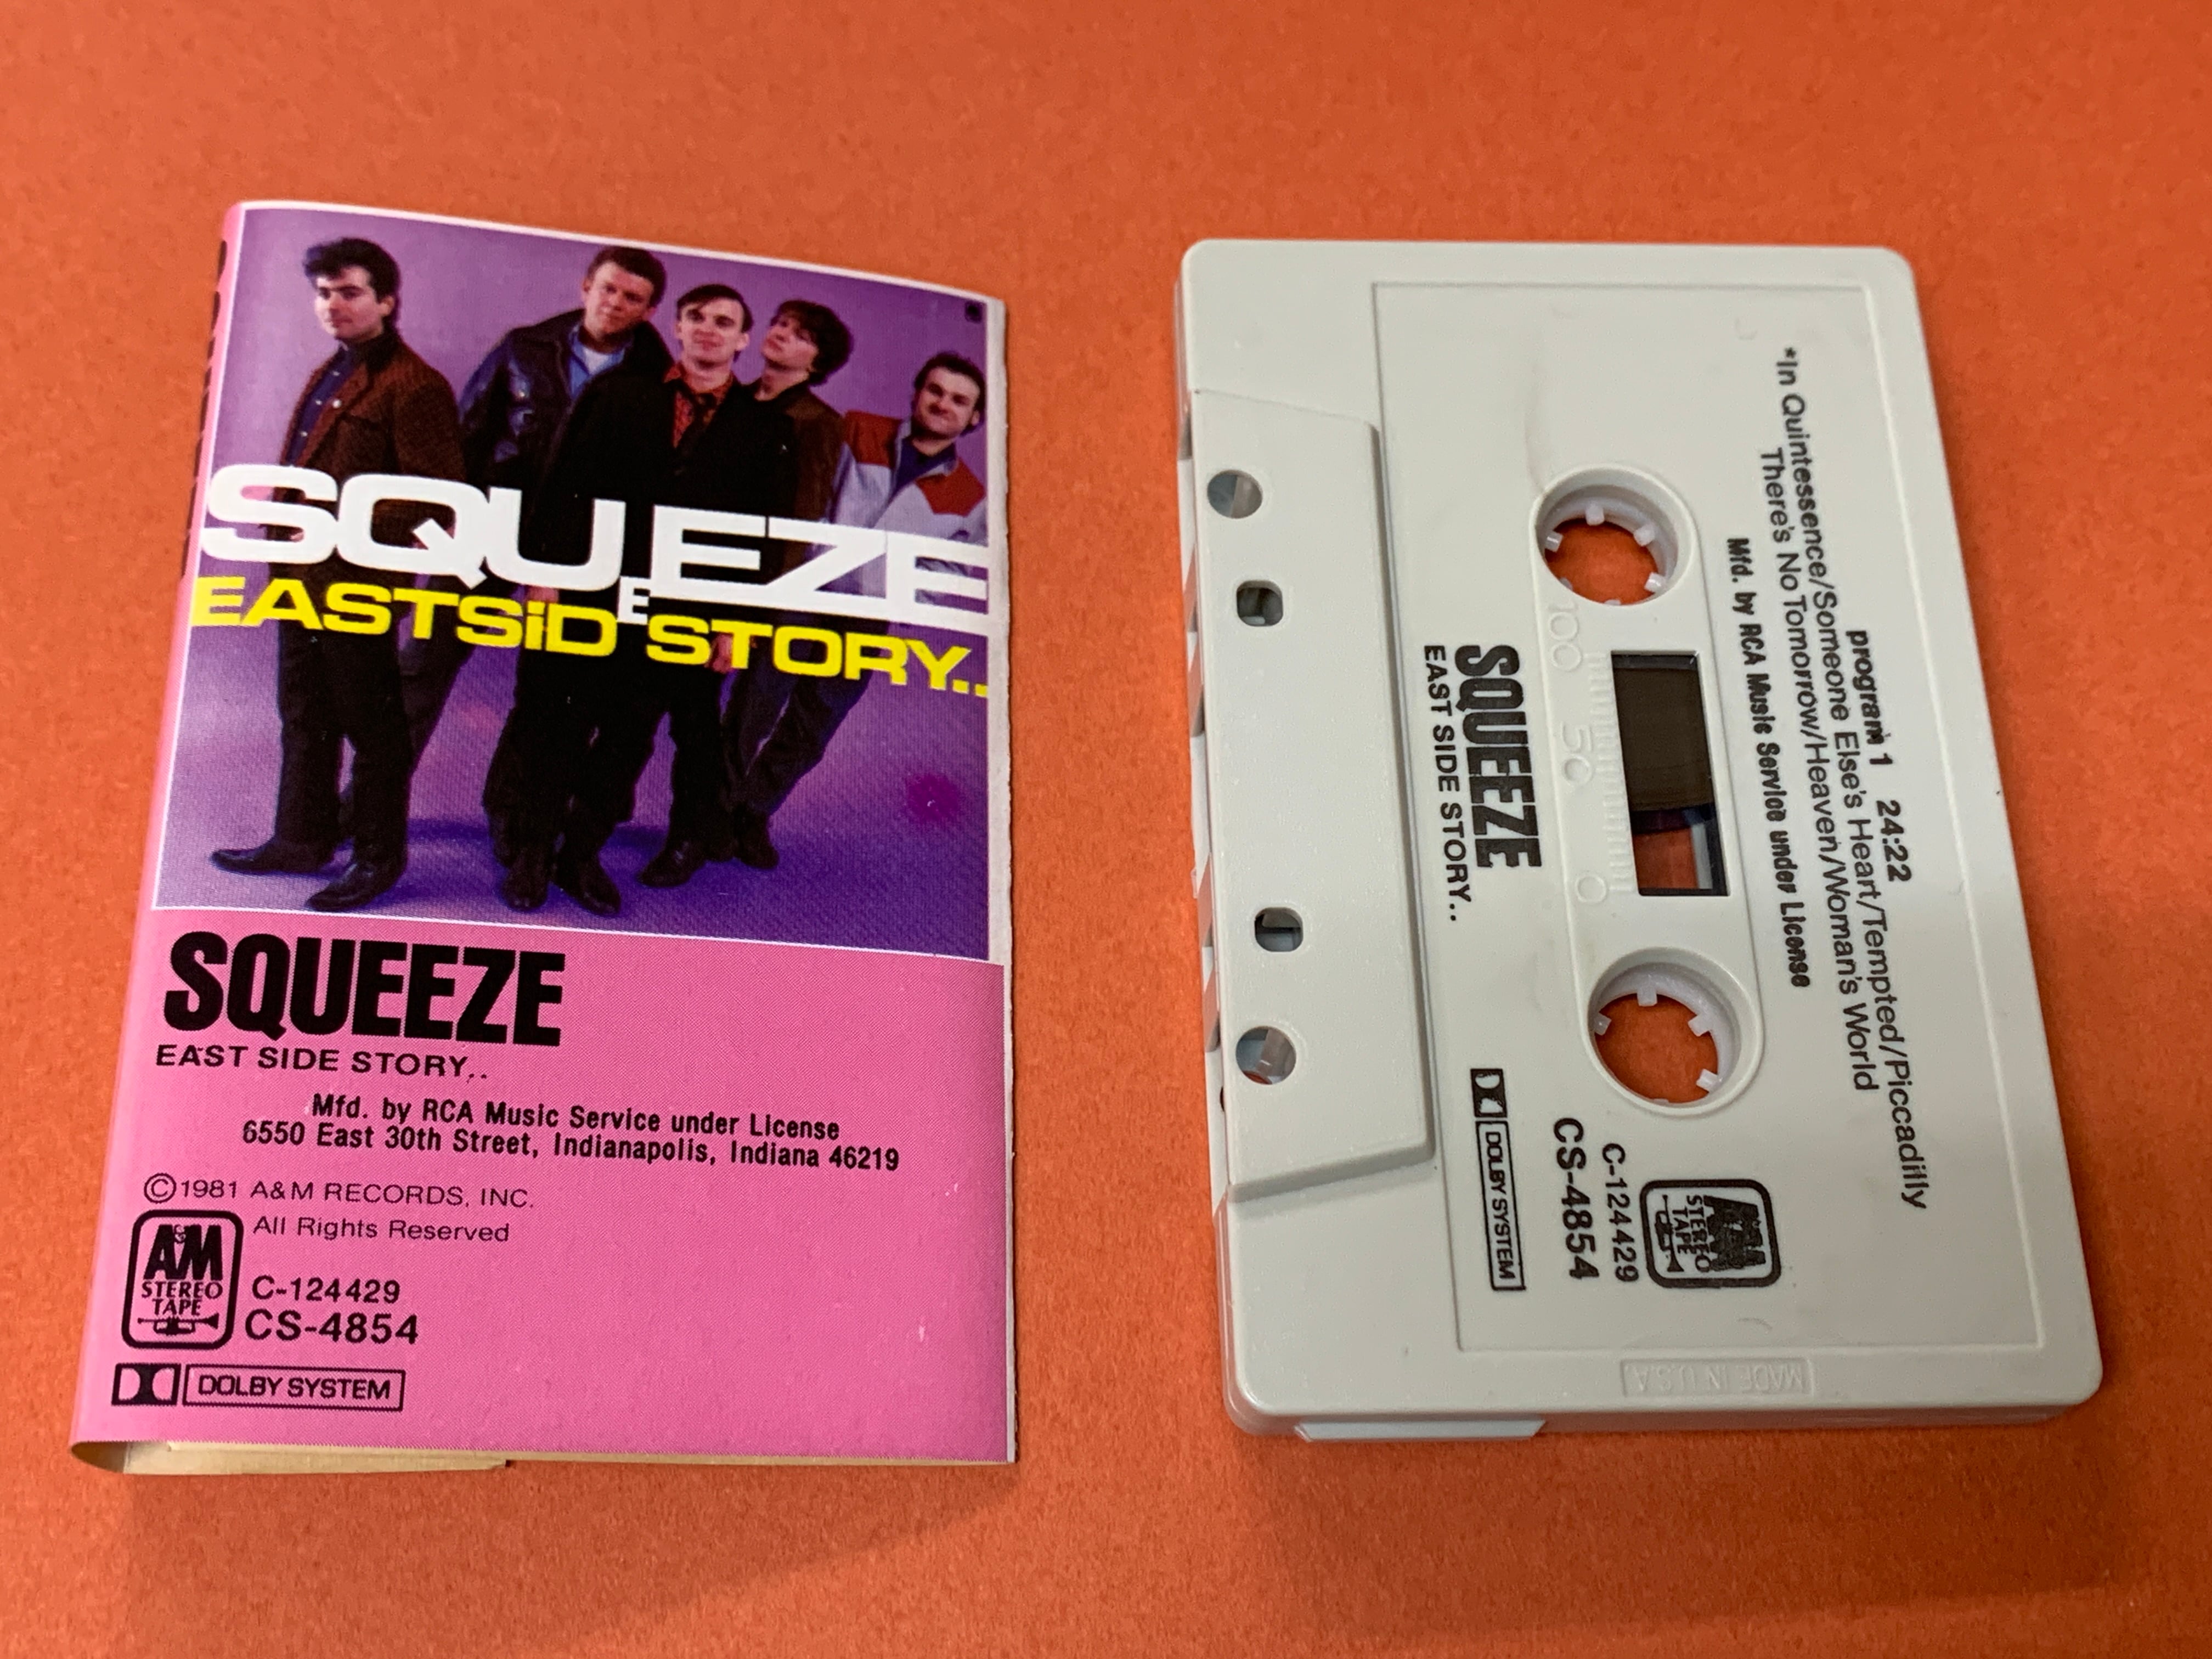 SQUEEZE
EASTSiD STORY..
SQUEEZE
EAST SIDE STORY..
Mfd. by RCA Music Service under License
6550 East 30th Street, Indianapolis, Indiana 46219
©1981 A&M RECORDS, INC.
All Rights Reserved
A&M
STEREO
TAPE
C-124429
CS-4854
DOLBY SYSTEM
program 1 24:22
*In Quintessence/Someone Else's Heart/Tempted/Piccadilly
There's No Tomorrow/Heaven/Woman's World
Mfd. by RCA Music Service under License
100 50 0
SQUEEZE
EAST SIDE STORY..
A&M
STEREO
TAPE
C-124429
CS-4854
DOLBY SYSTEM
MADE IN U.S.A.